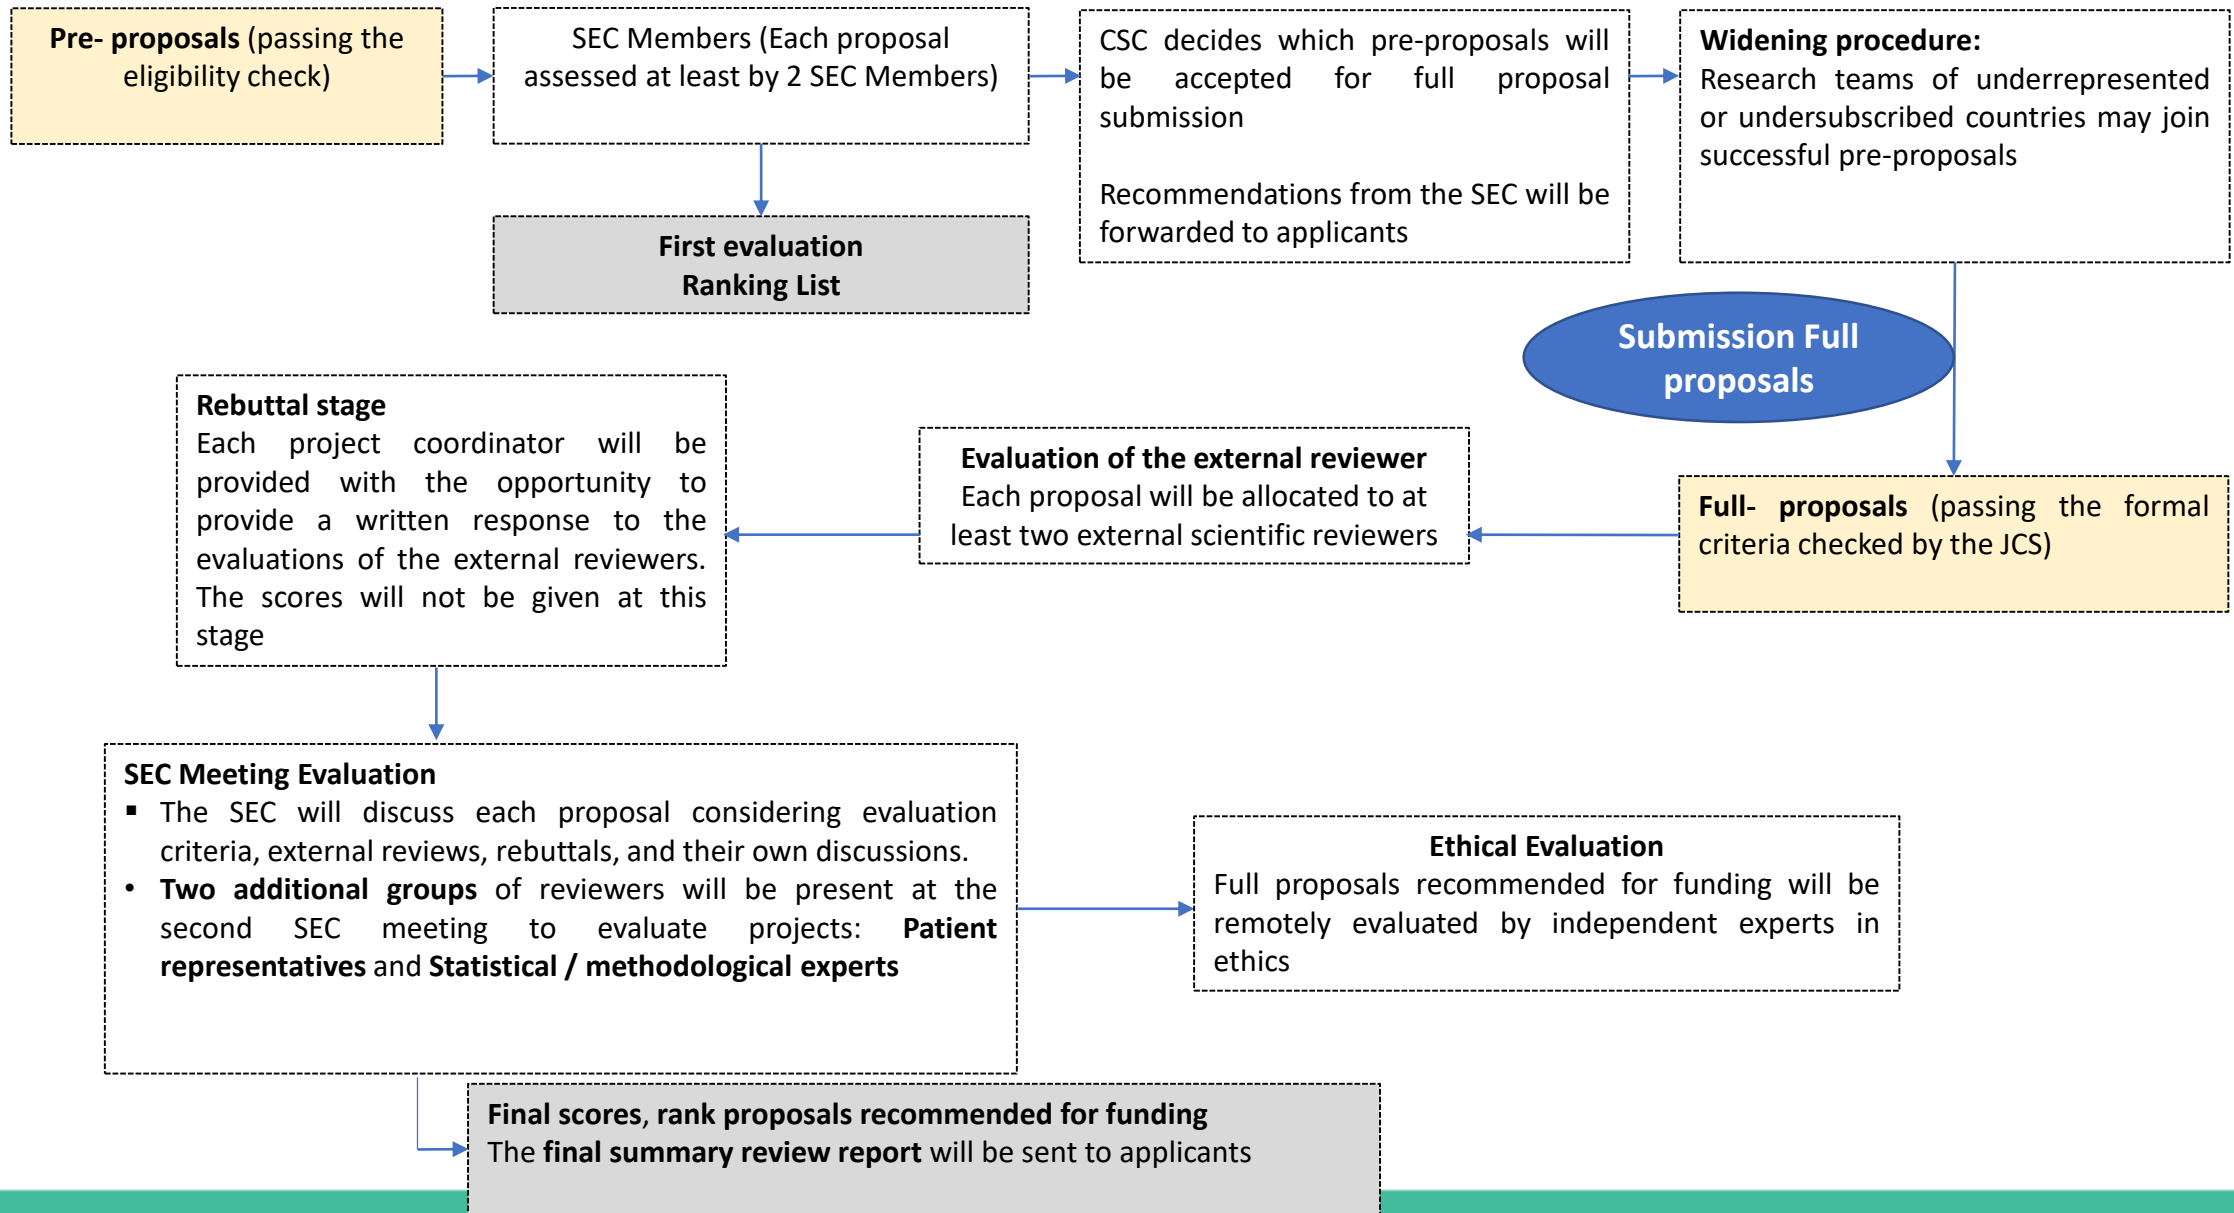 Pre- proposals (passing the
eligibility check)
SEC Members (Each proposal
assessed at least by 2 SEC Members)
CSC decides which pre-proposals will
be accepted for full proposal
submission
Recommendations from the SEC will be
forwarded to applicants
Widening procedure:
Research teams of underrepresented
or undersubscribed countries may join
successful pre-proposals
First evaluation
Ranking List
Submission Full
proposals
Full- proposals (passing the formal
criteria checked by the JCS)
Evaluation of the external reviewer
Each proposal will be allocated to at
least two external scientific reviewers
Rebuttal stage
Each project coordinator will be
provided with the opportunity to
provide a written response to the
evaluations of the external reviewers.
The scores will not be given at this
stage
SEC Meeting Evaluation
▪ The SEC will discuss each proposal considering evaluation
criteria, external reviews, rebuttals, and their own discussions.
• Two additional groups of reviewers will be present at the
second SEC meeting to evaluate projects: Patient
representatives and Statistical / methodological experts
Ethical Evaluation
Full proposals recommended for funding will be
remotely evaluated by independent experts in
ethics
Final scores, rank proposals recommended for funding
The final summary review report will be sent to applicants